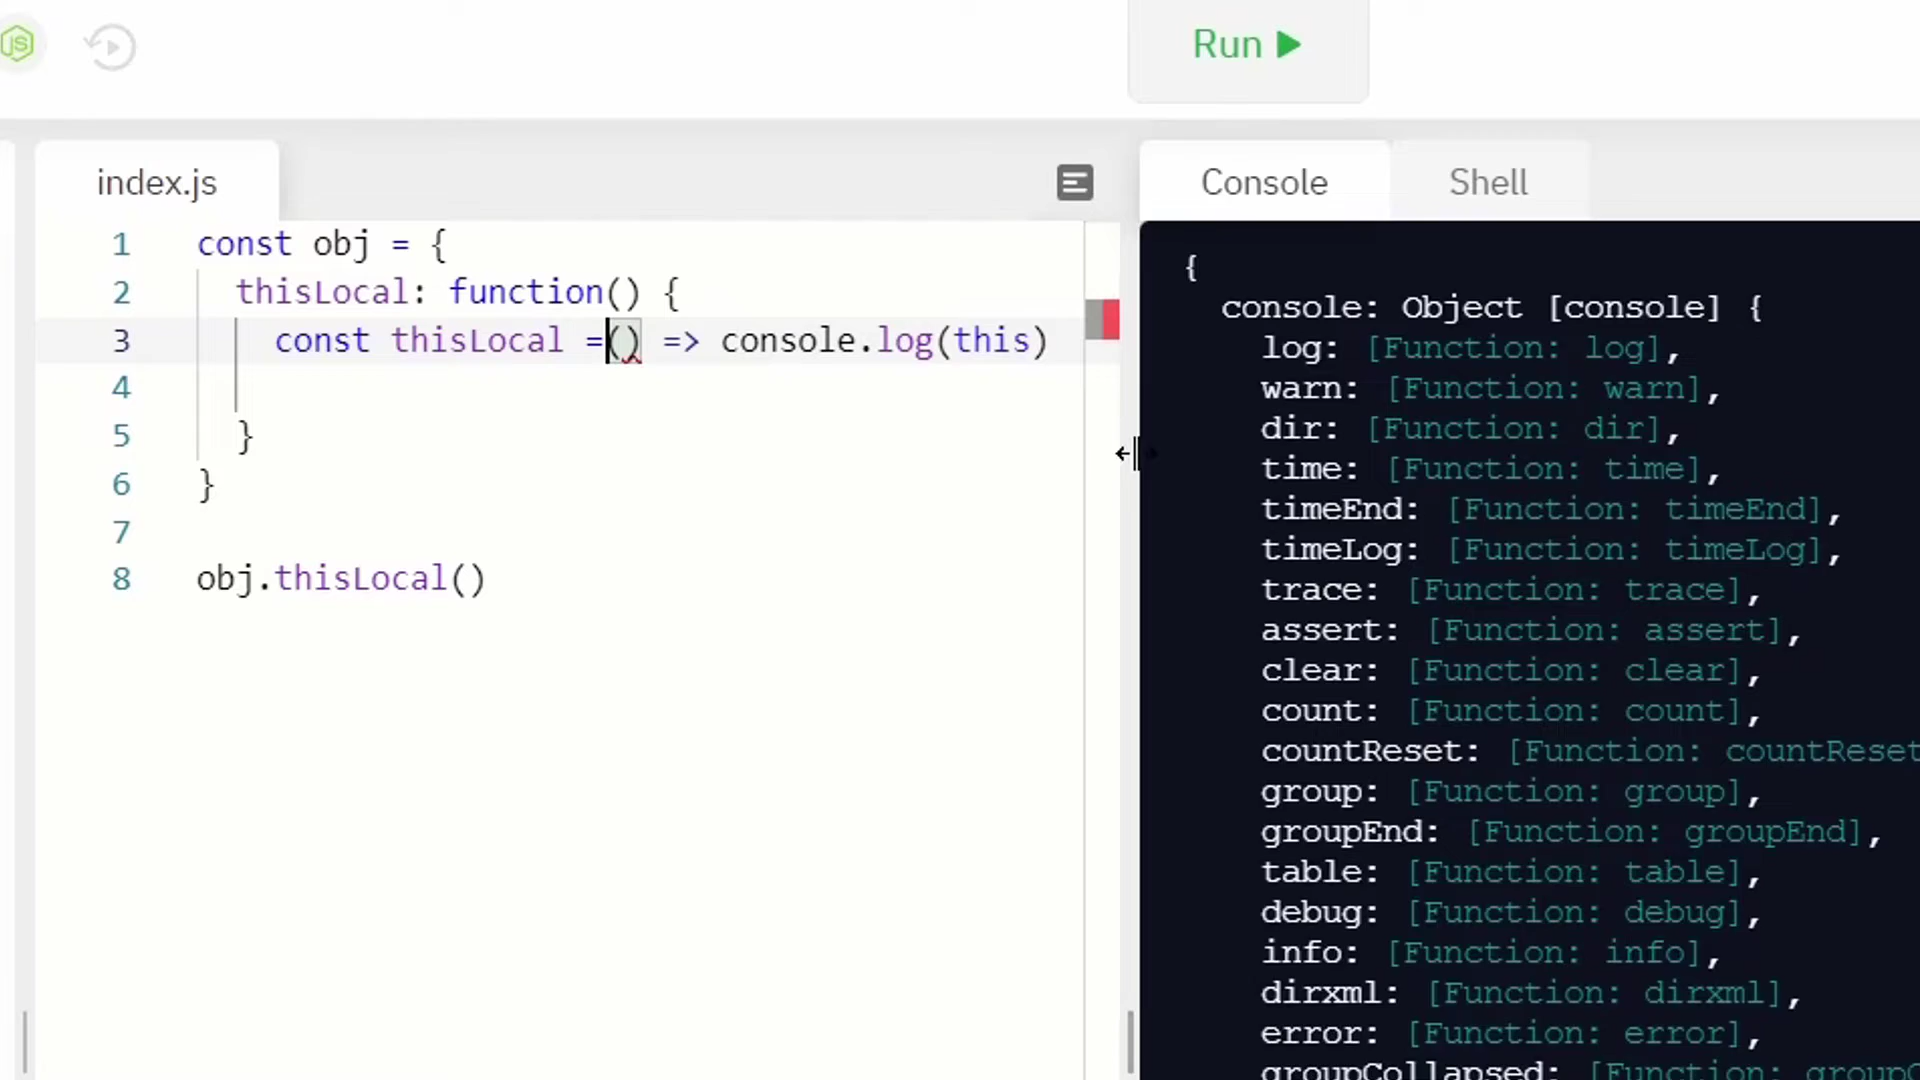 JS
Run
index.js
Console
Shell
1 const obj = {
2 thisLocal: function() {
3 const thisLocal =() => console.log(this)
4
5 }
6 }
7
8 obj.thisLocal()
{
console: Object [console] {
log: [Function: log],
warn: [Function: warn],
dir: [Function: dir],
time: [Function: time],
timeEnd: [Function: timeEnd],
timeLog: [Function: timeLog],
trace: [Function: trace],
assert: [Function: assert],
clear: [Function: clear],
count: [Function: count],
countReset: [Function: countReset
group: [Function: group],
groupEnd: [Function: groupEnd],
table: [Function: table],
debug: [Function: debug],
info: [Function: info],
dirxml: [Function: dirxml],
error: [Function: error],
groupCollapsed: [Function: groupC